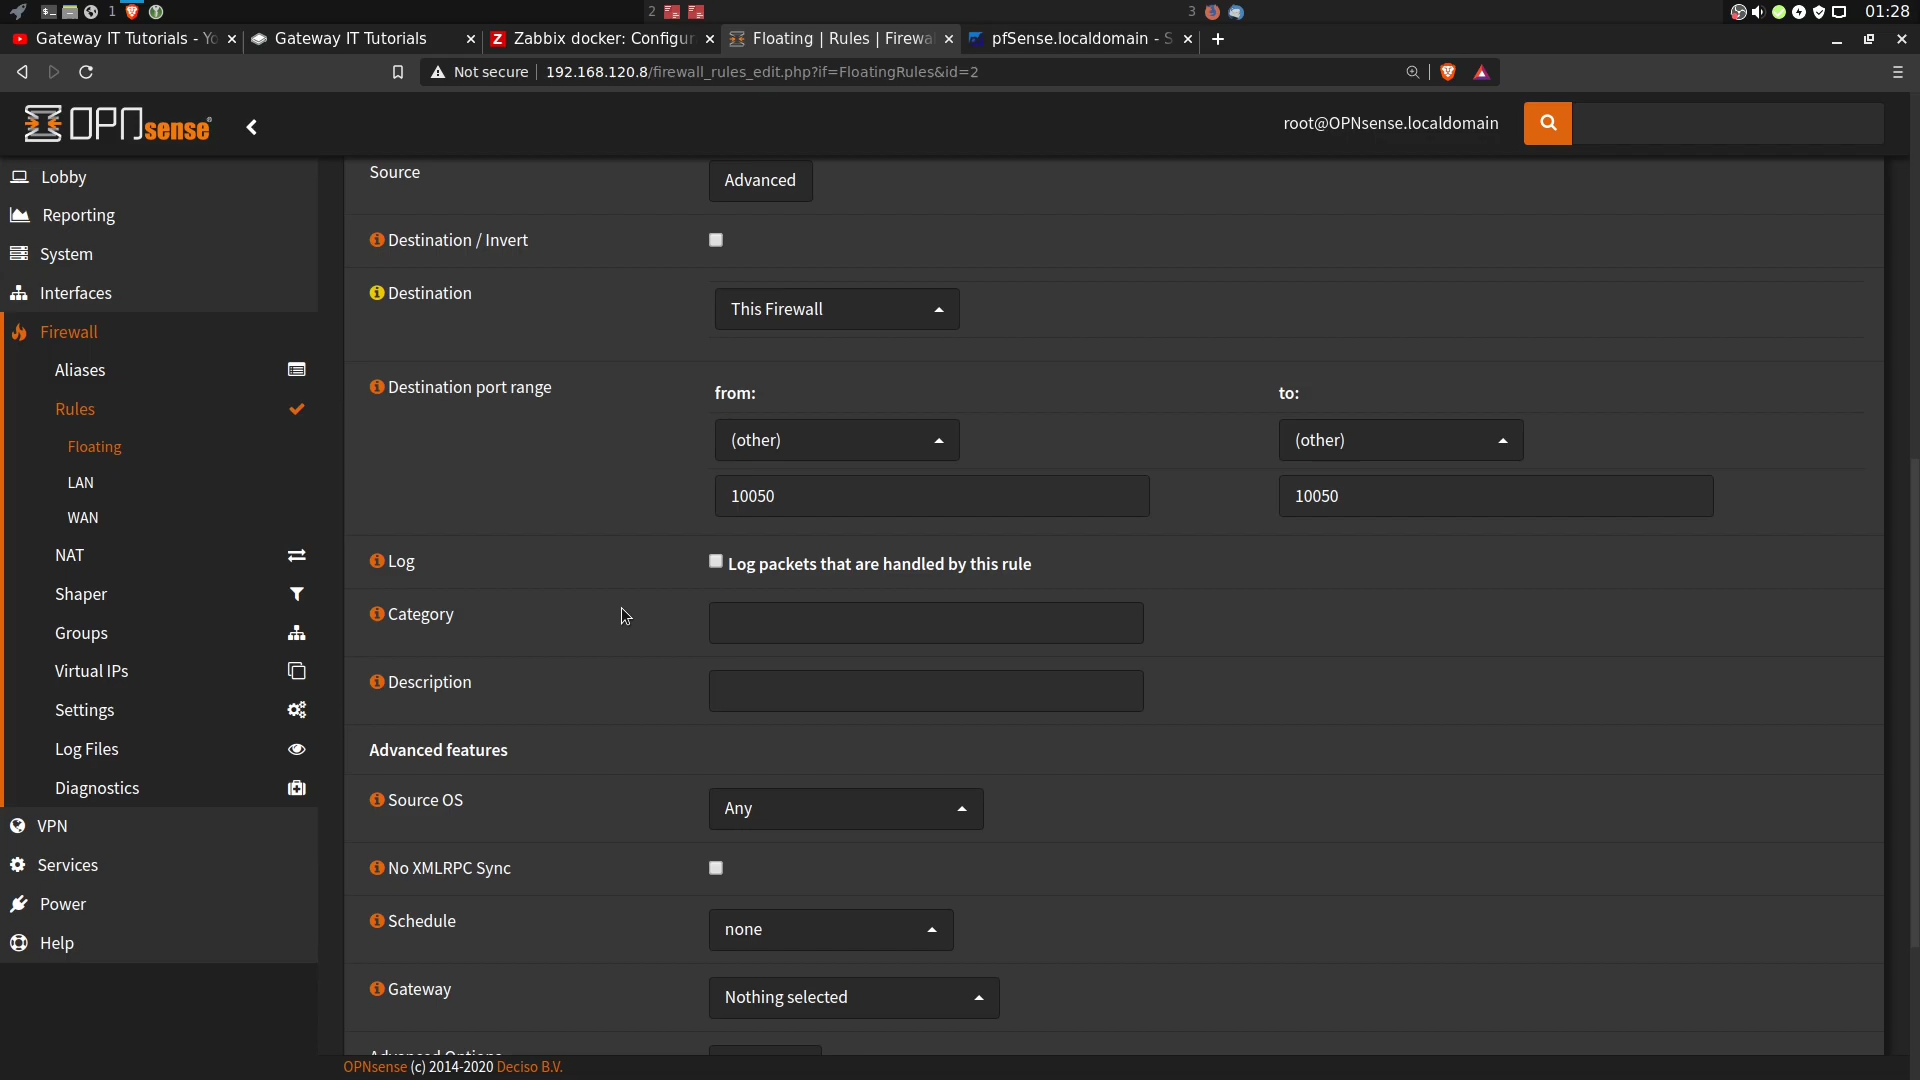 1
2
3
01:28
Gateway IT Tutorials - Yo
Gateway IT Tutorials
Zabbix docker: Configur
Floating | Rules | Firewa
pfSense.localdomain - S
Not secure
192.168.120.8/firewall_rules_edit.php?if=FloatingRules&id=2
OPNsense
root@OPNsense.localdomain
Lobby
Reporting
System
Interfaces
Firewall
Aliases
Rules
Floating
LAN
WAN
NAT
Shaper
Groups
Virtual IPs
Settings
Log Files
Diagnostics
VPN
Services
Power
Help
Source
Advanced
Destination / Invert
Destination
This Firewall
Destination port range
from:
to:
(other)
(other)
10050
10050
Log
Log packets that are handled by this rule
Category
Description
Advanced features
Source OS
Any
No XMLRPC Sync
Schedule
none
Gateway
Nothing selected
Advanced Options
OPNsense (c) 2014-2020 Deciso B.V.